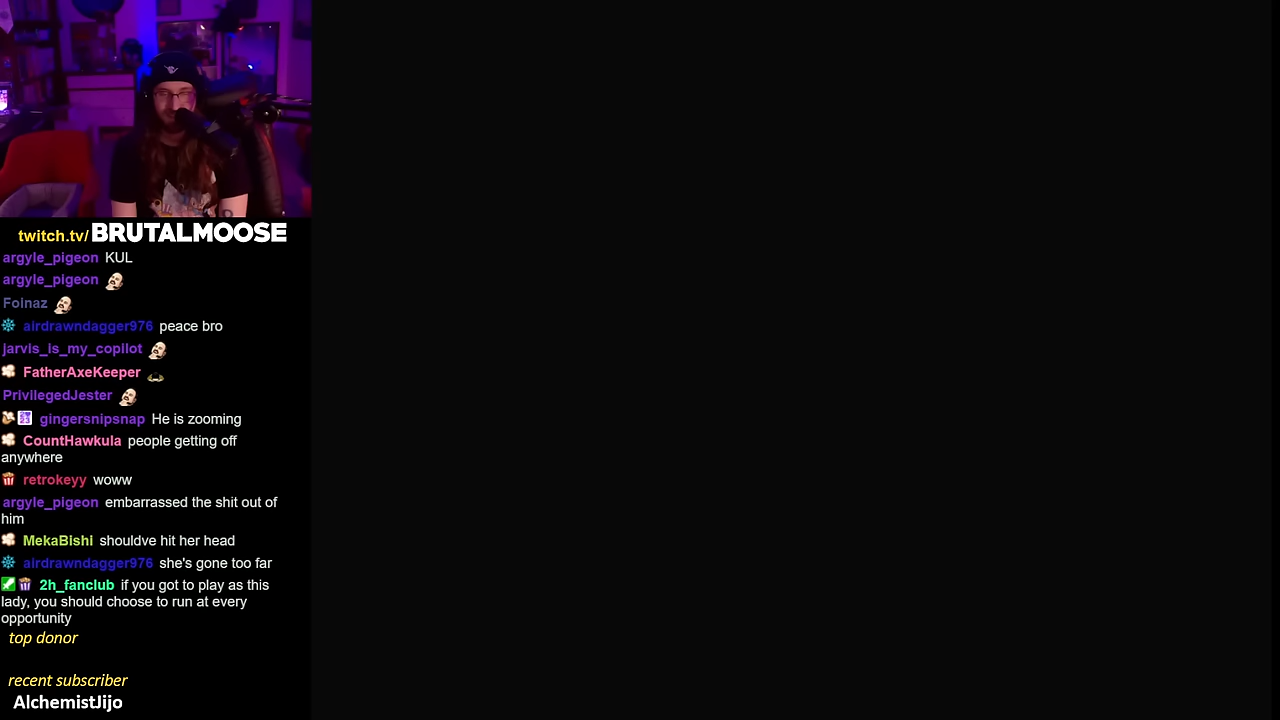 twitch.tv/BRUTALMOOSE
argyle_pigeon KUL
argyle_pigeon
Foinaz
airdrawndagger976 peace bro
jarvis_is_my_copilot
FatherAxeKeeper
PrivilegedJester
gingersnipsnap He is zooming
CountHawkula people getting off
anywhere
retrokeyy woww
argyle_pigeon embarrassed the shit out of
him
MekaBishi shouldve hit her head
airdrawndagger976 she's gone too far
2h_fanclub if you got to play as this
lady, you should choose to run at every
opportunity
top donor
recent subscriber
AlchemistJijo